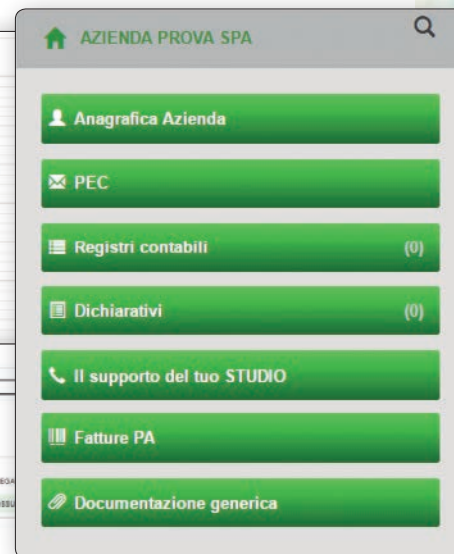 AZIENDA PROVA SPA
Anagrafica Azienda
PEC
Registri contabili (0)
Dichiarativi (0)
Il supporto del tuo STUDIO
Fatture PA
Documentazione generica